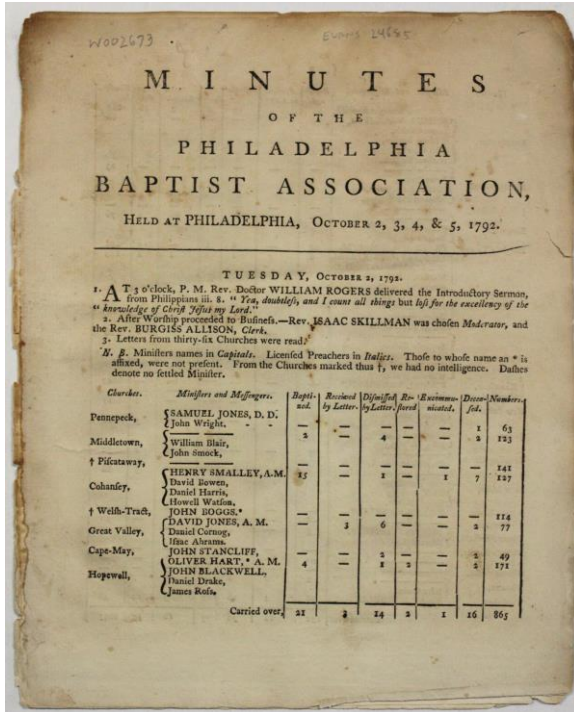 W002673
Evans 24685
MINUTES
OF THE
PHILADELPHIA
BAPTIST ASSOCIATION,
HELD AT PHILADELPHIA, OCTOBER 2, 3, 4, & 5, 1792.
TUESDAY, OCTOBER 2, 1792.
1. AT 3 o'clock, P. M. Rev. Doctor WILLIAM ROGERS delivered the Introductory Sermon,
from Philippians iii. 8. “ Yea, doubtleſs, and I count all things but loſs for the excellency of the
“ knowledge of Chriſt Jeſus my Lord.”
2. After Worſhip proceeded to Buſineſs.—Rev. ISAAC SKILLMAN was choſen Moderator, and
the Rev. BURGISS ALLISON, Clerk.
3. Letters from thirty-ſix Churches were read.
N. B. Miniſters names in Capitals. Licenſed Preachers in Italics. Thoſe to whoſe name an * is
affixed, were not preſent. From the Churches marked thus †, we had no intelligence. Daſhes
denote no ſettled Miniſter.
Churches. Miniſters and Meſſengers. Bapti- zed. Received by Letter. Diſmiſſed by Letter. Re- ſtored Excommu- nicated. Decea- ſed. Numbers.
Pennepeck, SAMUEL JONES, D. D.
John Wright. - - — — — — — 1 63
Middletown, — — 2 — 4 — — 2 123
William Blair,
John Smock,
† Piſcataway, — — — — — — — — 141
Cohanſey, HENRY SMALLEY, A.M. 15 — 1 — 1 7 127
David Bowen,
Daniel Harris,
Howell Watſon.
† Welſh-Tract, JOHN BOGGS.* — — — — — — 114
Great Valley, DAVID JONES, A. M. — 3 6 — — 2 77
Daniel Cornog,
Iſaac Abrams.
Cape-May, JOHN STANCLIFF, — — 2 — — 2 49
Hopewell, OLIVER HART,* A. M. 4 — 1 2 — 2 171
JOHN BLACKWELL,
Daniel Drake,
James Roſs.
Carried over, 21 3 14 2 1 16 865